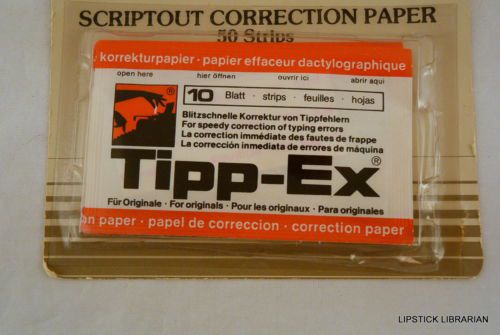 SCRIPTOUT CORRECTION PAPER
50 Strips
korrekturpapier · papier effaceur dactylographique
open here hier öffnen ouvrir ici abrir aqui
® 10 Blatt · strips · feuilles · hojas
Blitzschnelle Korrektur von Tippfehlern
For speedy correction of typing errors
La correction immédiate des fautes de frappe
La corrección inmediata de errores de máquina
Tipp-Ex®
Für Originale · For originals · Pour les originaux · Para originales
on paper · papel de correccion · correction paper
LIPSTICK LIBRARIAN